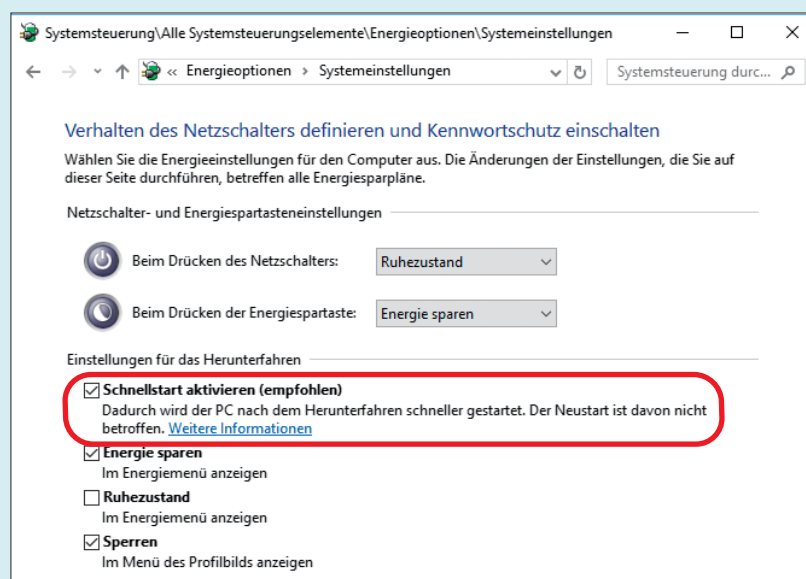 Systemsteuerung\Alle Systemsteuerungselemente\Energieoptionen\Systemeinstellungen
« Energieoptionen > Systemeinstellungen
Systemsteuerung durc...
Verhalten des Netzschalters definieren und Kennwortschutz einschalten
Wählen Sie die Energieeinstellungen für den Computer aus. Die Änderungen der Einstellungen, die Sie auf
dieser Seite durchführen, betreffen alle Energiesparpläne.
Netzschalter- und Energiespartasteneinstellungen
Beim Drücken des Netzschalters: Ruhezustand
Beim Drücken der Energiespartaste: Energie sparen
Einstellungen für das Herunterfahren
Schnellstart aktivieren (empfohlen)
Dadurch wird der PC nach dem Herunterfahren schneller gestartet. Der Neustart ist davon nicht
betroffen. Weitere Informationen
Energie sparen
Im Energiemenü anzeigen
Ruhezustand
Im Energiemenü anzeigen
Sperren
Im Menü des Profilbilds anzeigen